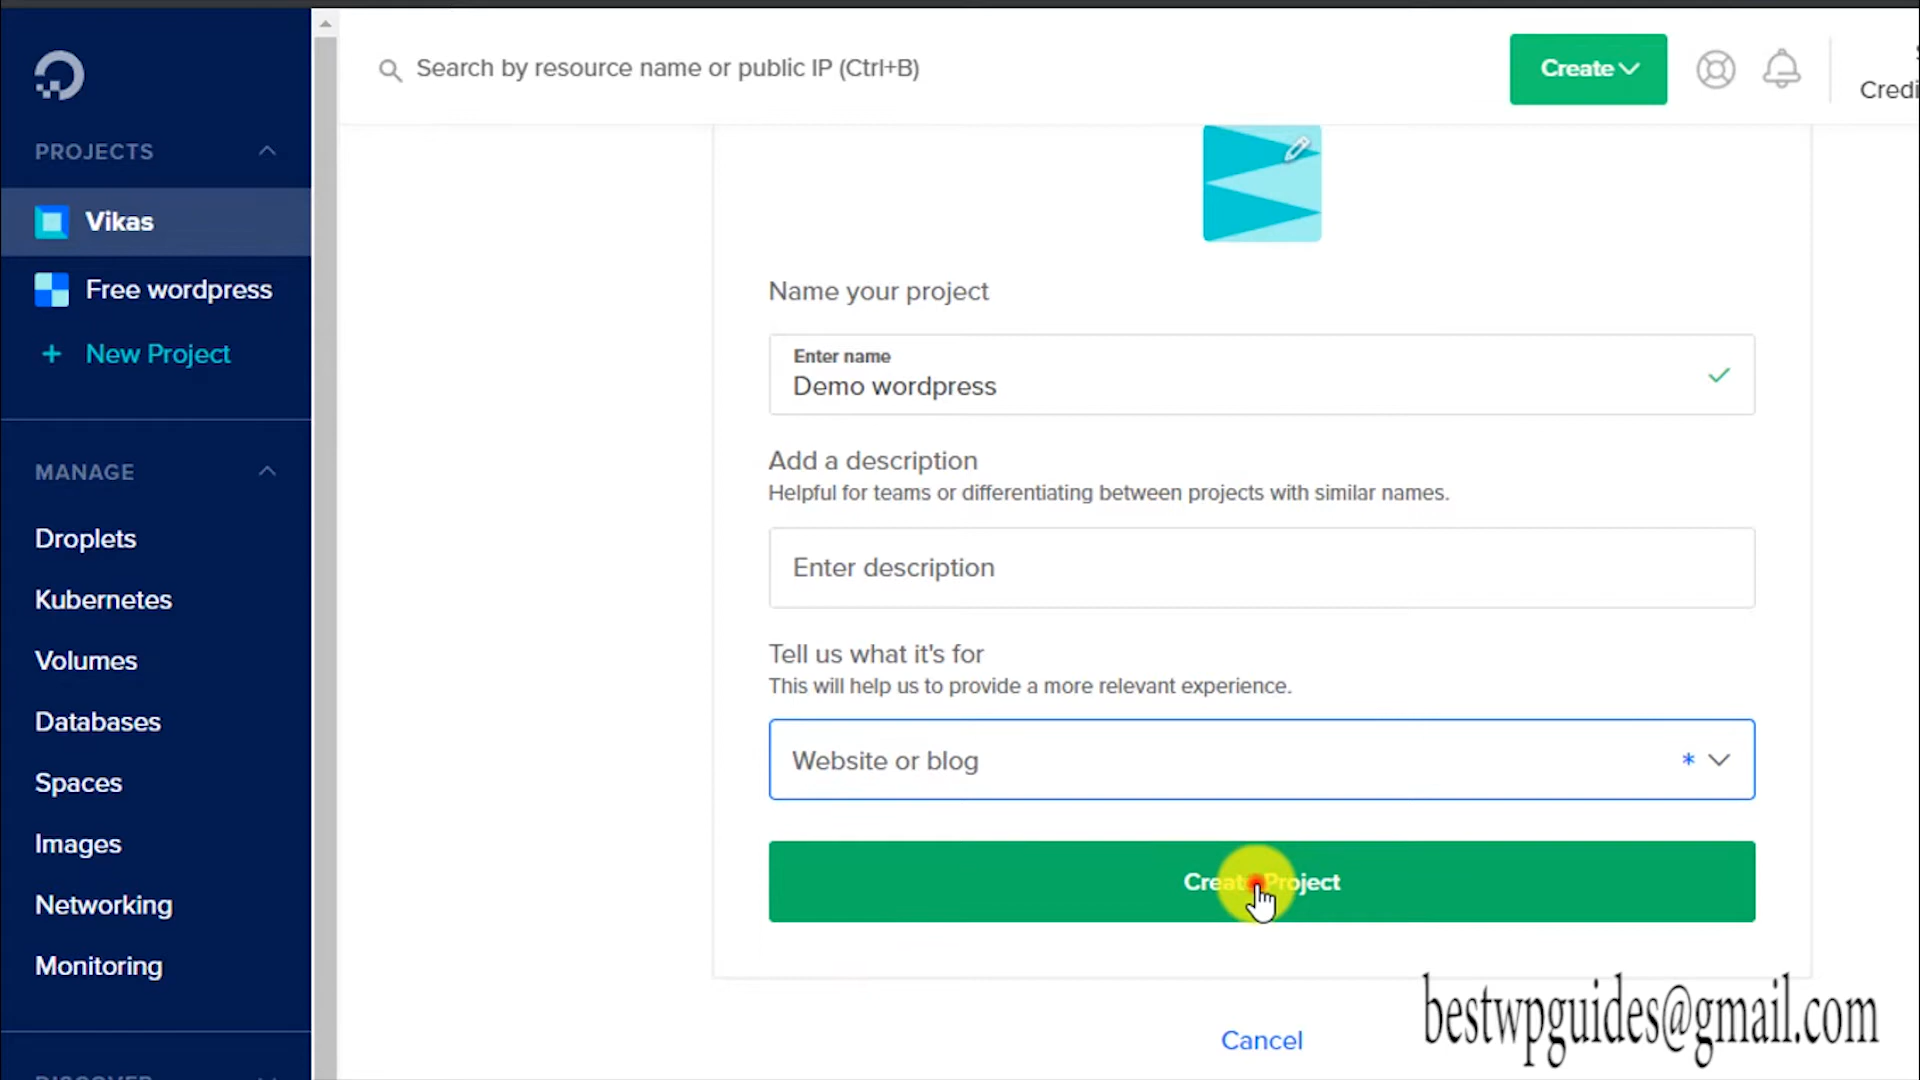 Search by resource name or public IP (Ctrl+B)
Create
PROJECTS
Vikas
Free wordpress
+ New Project
MANAGE
Droplets
Kubernetes
Volumes
Databases
Spaces
Images
Networking
Monitoring
Name your project
Enter name
Demo wordpress
Add a description
Helpful for teams or differentiating between projects with similar names.
Enter description
Tell us what it's for
This will help us to provide a more relevant experience.
Website or blog *
Create Project
Cancel
bestwpguides@gmail.com